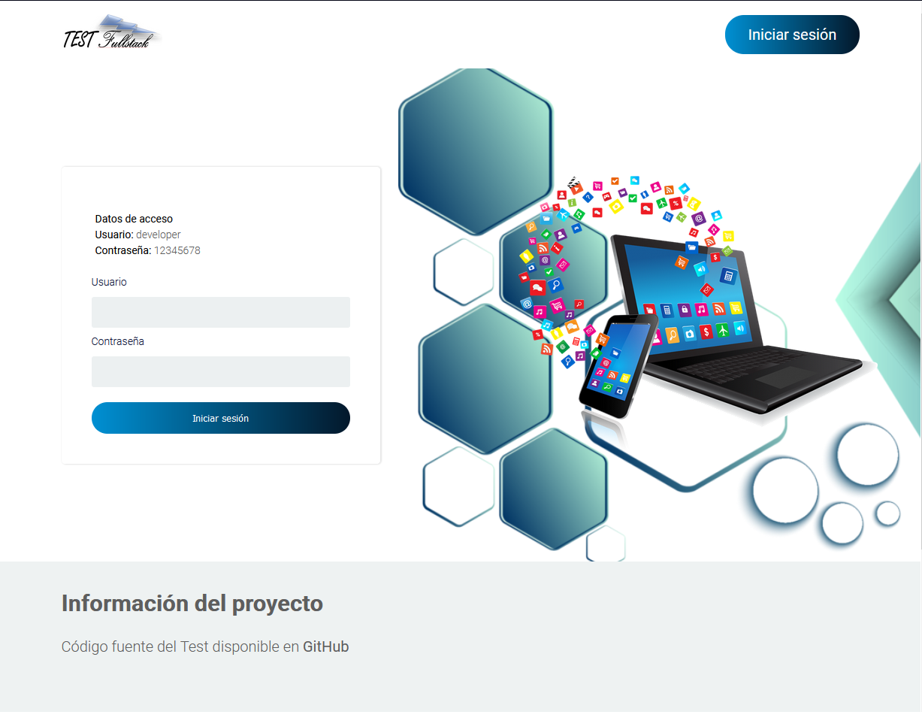 TEST Fullstack
Iniciar sesión
Datos de acceso
Usuario: developer
Contraseña: 12345678
Usuario
Contraseña
Iniciar sesión
Información del proyecto
Código fuente del Test disponible en GitHub